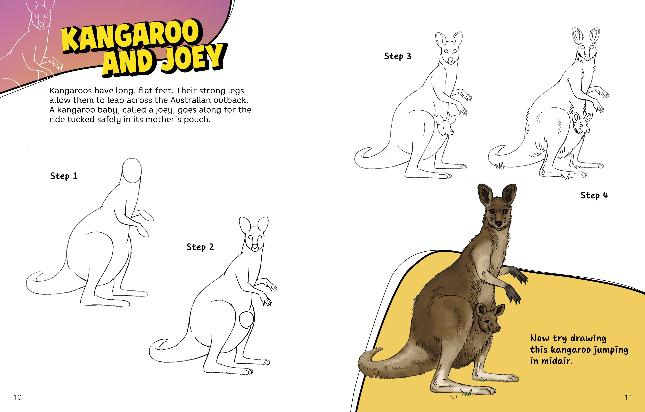 KANGAROO
AND JOEY
Kangaroos have long, flat feet. Their strong legs
allow them to leap across the Australian outback.
A kangaroo baby, called a joey, goes along for the
ride tucked safely in its mother's pouch.
Step 1
Step 2
10
Step 3
Step 4
Now try drawing
this kangaroo jumping
in midair.
11